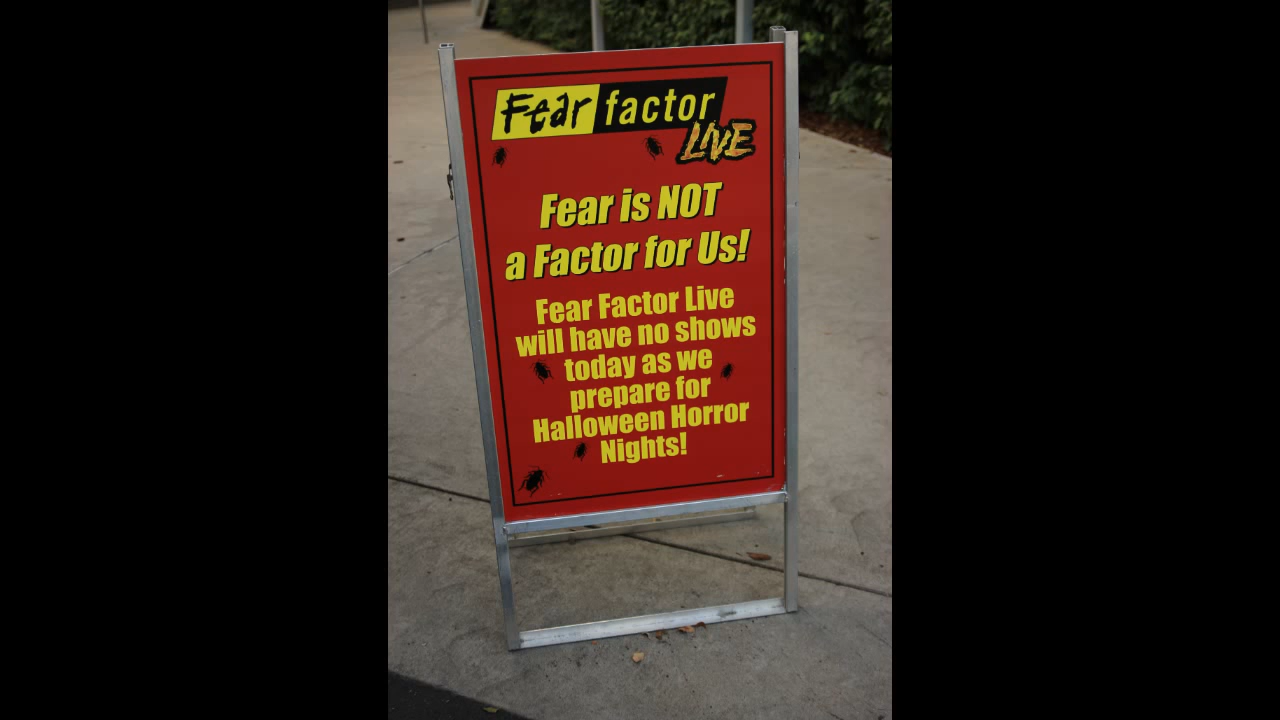 Fear factor
LIVE
Fear is NOT
a Factor for Us!
Fear Factor Live
will have no shows
today as we
prepare for
Halloween Horror
Nights!